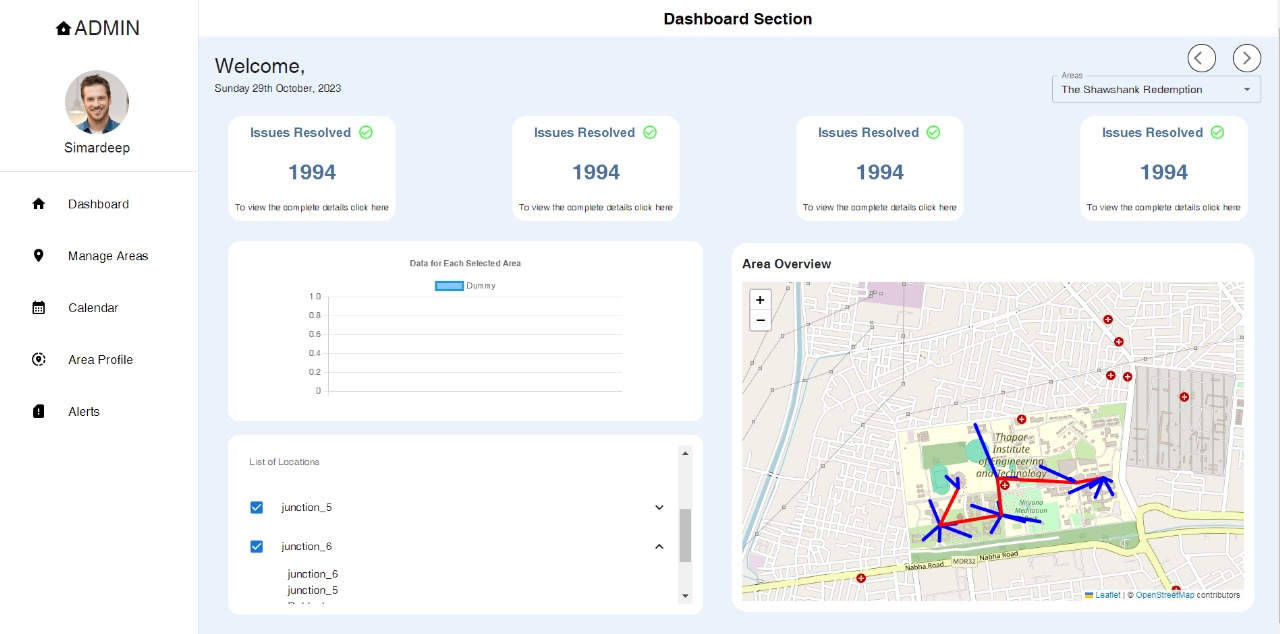 ADMIN
Simardeep
Dashboard
Manage Areas
Calendar
Area Profile
Alerts
Dashboard Section
Welcome,
Sunday 29th October, 2023
Areas
The Shawshank Redemption
Issues Resolved
1994
To view the complete details click here
Issues Resolved
1994
To view the complete details click here
Issues Resolved
1994
To view the complete details click here
Issues Resolved
1994
To view the complete details click here
Data for Each Selected Area
Dummy
1.0
0.8
0.6
0.4
0.2
0
List of Locations
junction_5
junction_6
junction_6
junction_5
Area Overview
+
−
Thapar
Institute
of Engineering
and Technology
Nirvana
Meditation
Nabha Road
MDR32
Nabha Road
Leaflet | © OpenStreetMap contributors